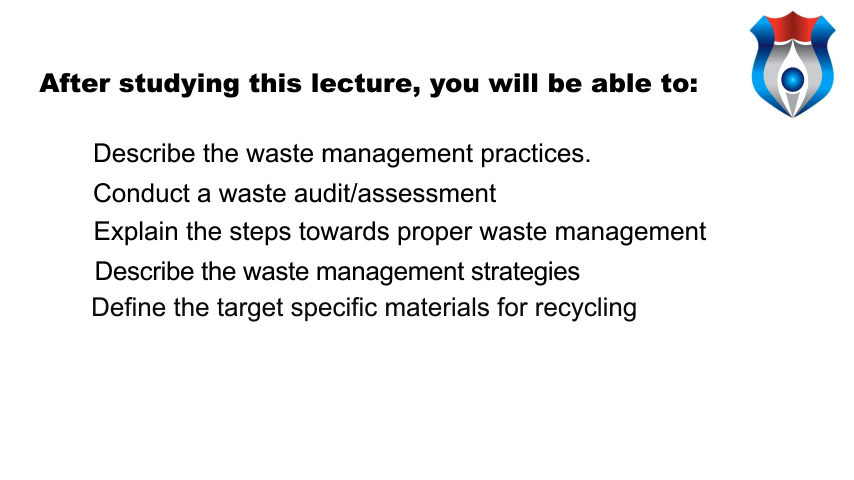 After studying this lecture, you will be able to:
Describe the waste management practices.
Conduct a waste audit/assessment
Explain the steps towards proper waste management
Describe the waste management strategies
Define the target specific materials for recycling